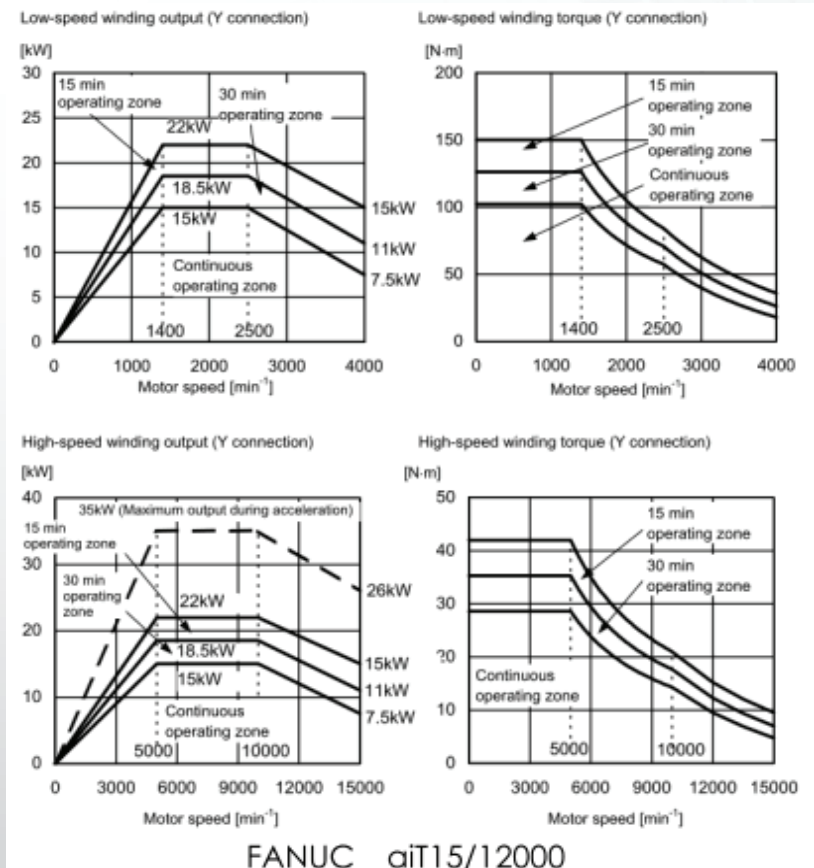 Low-speed winding output (Y connection)
[kW]
30
25
20
15
10
5
0
15 min
operating zone
30 min
operating zone
22kW
18.5kW
15kW
Continuous
operating zone
1400
2500
15kW
11kW
7.5kW
0 1000 2000 3000 4000
Motor speed [min⁻¹]
Low-speed winding torque (Y connection)
[N·m]
200
150
100
50
0
15 min
operating zone
30 min
operating zone
Continuous
operating zone
1400
2500
0 1000 2000 3000 4000
Motor speed [min⁻¹]
High-speed winding output (Y connection)
[kW]
40
30
20
10
0
35kW (Maximum output during acceleration)
15 min
operating zone
30 min
operating
zone
22kW
18.5kW
15kW
Continuous
operating zone
5000
10000
26kW
15kW
11kW
7.5kW
0 3000 6000 9000 12000 15000
Motor speed [min⁻¹]
High-speed winding torque (Y connection)
[N·m]
50
40
30
20
10
0
15 min
operating zone
30 min
operating zone
Continuous
operating zone
5000
10000
0 3000 6000 9000 12000 15000
Motor speed [min⁻¹]
FANUC αiT15/12000